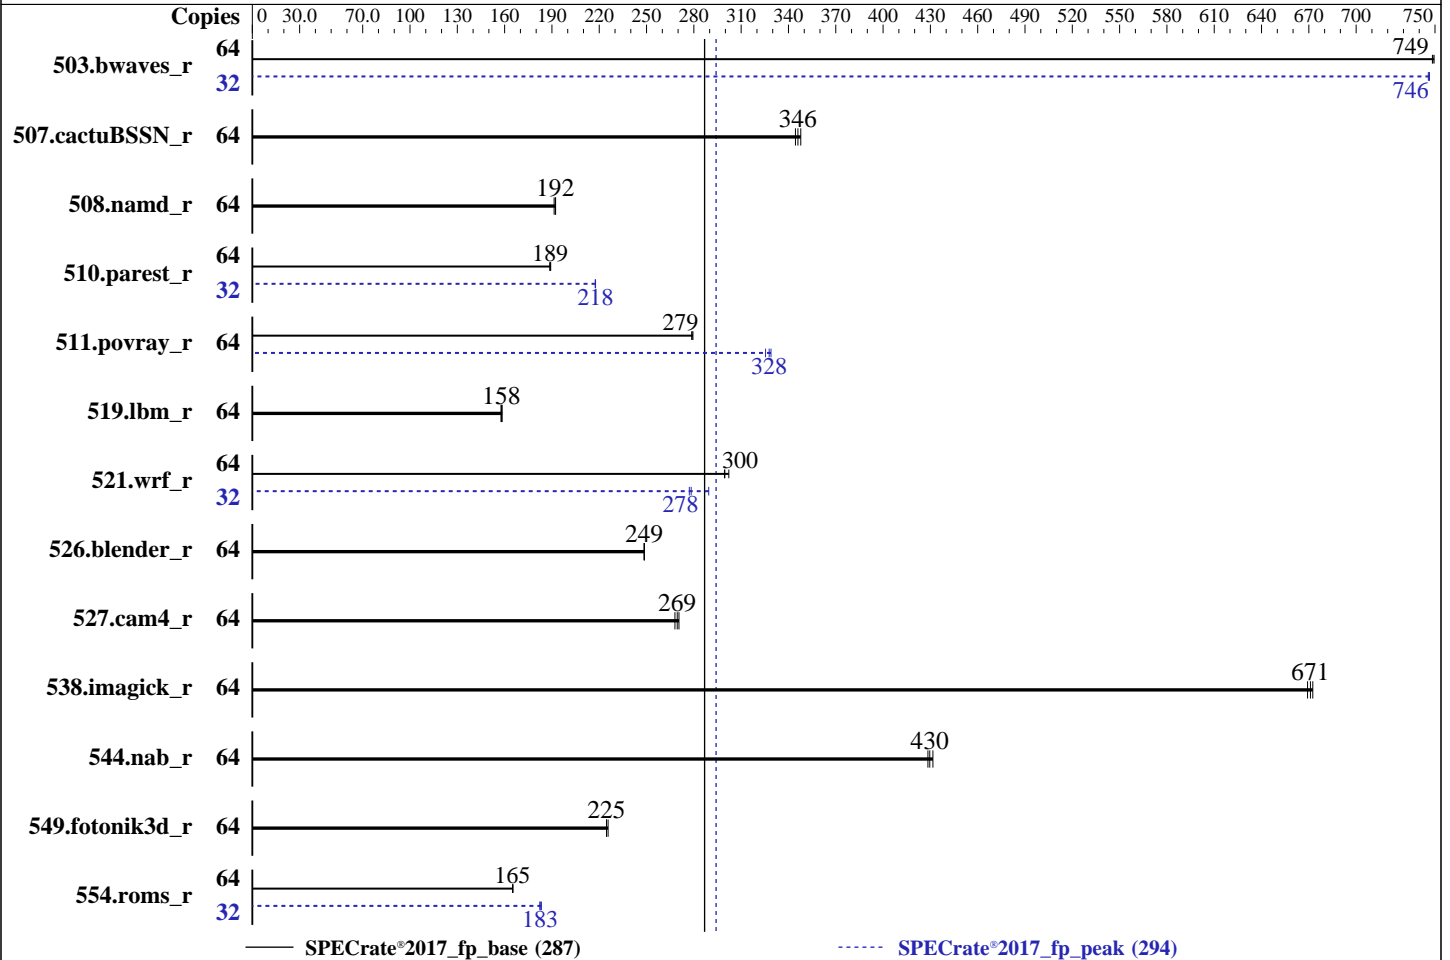 Copies 0 30.0 70.0 100 130 160 190 220 250 280 310 340 370 400 430 460 490 520 550 580 610 640 670 700 750
503.bwaves_r 64 749
32 746
507.cactuBSSN_r 64 346
508.namd_r 64 192
510.parest_r 64 189
32 218
511.povray_r 64 279
328
519.lbm_r 64 158
521.wrf_r 64 300
32 278
526.blender_r 64 249
527.cam4_r 64 269
538.imagick_r 64 671
544.nab_r 64 430
549.fotonik3d_r 64 225
554.roms_r 64 165
32 183
SPECrate®2017_fp_base (287) SPECrate®2017_fp_peak (294)